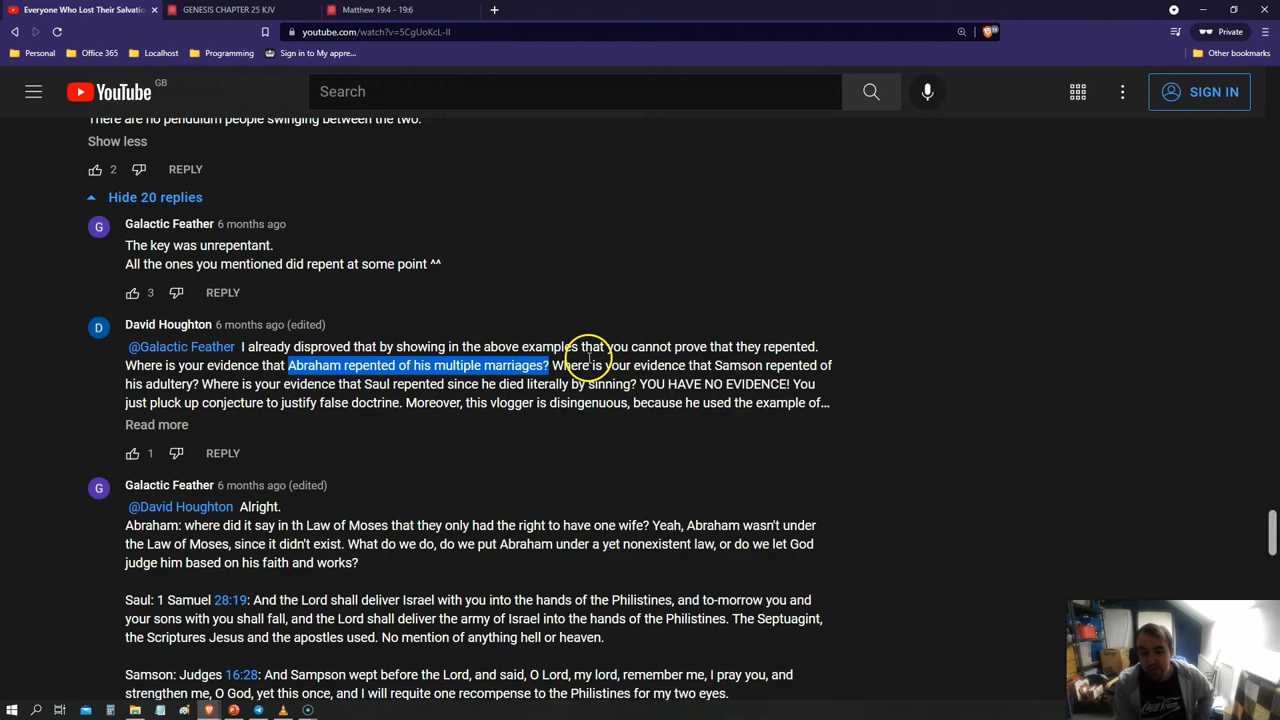 Everyone Who Lost Their Salvatio
GENESIS CHAPTER 25 KJV
Matthew 19:4 - 19:6
youtube.com/watch?v=5CgUoKcL-lI
Private
Personal
Office 365
Localhost
Programming
Sign in to My appre...
Other bookmarks
YouTube
GB
Search
SIGN IN
There are no pendulum people swinging between the two.
Show less
2
REPLY
Hide 20 replies
G
Galactic Feather 6 months ago
The key was unrepentant.
All the ones you mentioned did repent at some point ^^
3
REPLY
D
David Houghton 6 months ago (edited)
@Galactic Feather I already disproved that by showing in the above examples that you cannot prove that they repented.
Where is your evidence that Abraham repented of his multiple marriages? Where is your evidence that Samson repented of
his adultery? Where is your evidence that Saul repented since he died literally by sinning? YOU HAVE NO EVIDENCE! You
just pluck up conjecture to justify false doctrine. Moreover, this vlogger is disingenuous, because he used the example of...
Read more
1
REPLY
G
Galactic Feather 6 months ago (edited)
@David Houghton Alright.
Abraham: where did it say in th Law of Moses that they only had the right to have one wife? Yeah, Abraham wasn't under
the Law of Moses, since it didn't exist. What do we do, do we put Abraham under a yet nonexistent law, or do we let God
judge him based on his faith and works?
Saul: 1 Samuel 28:19: And the Lord shall deliver Israel with you into the hands of the Philistines, and to-morrow you and
your sons with you shall fall, and the Lord shall deliver the army of Israel into the hands of the Philistines. The Septuagint,
the Scriptures Jesus and the apostles used. No mention of anything hell or heaven.
Samson: Judges 16:28: And Sampson wept before the Lord, and said, O Lord, my lord, remember me, I pray you, and
strengthen me, O God, yet this once, and I will requite one recompense to the Philistines for my two eyes.